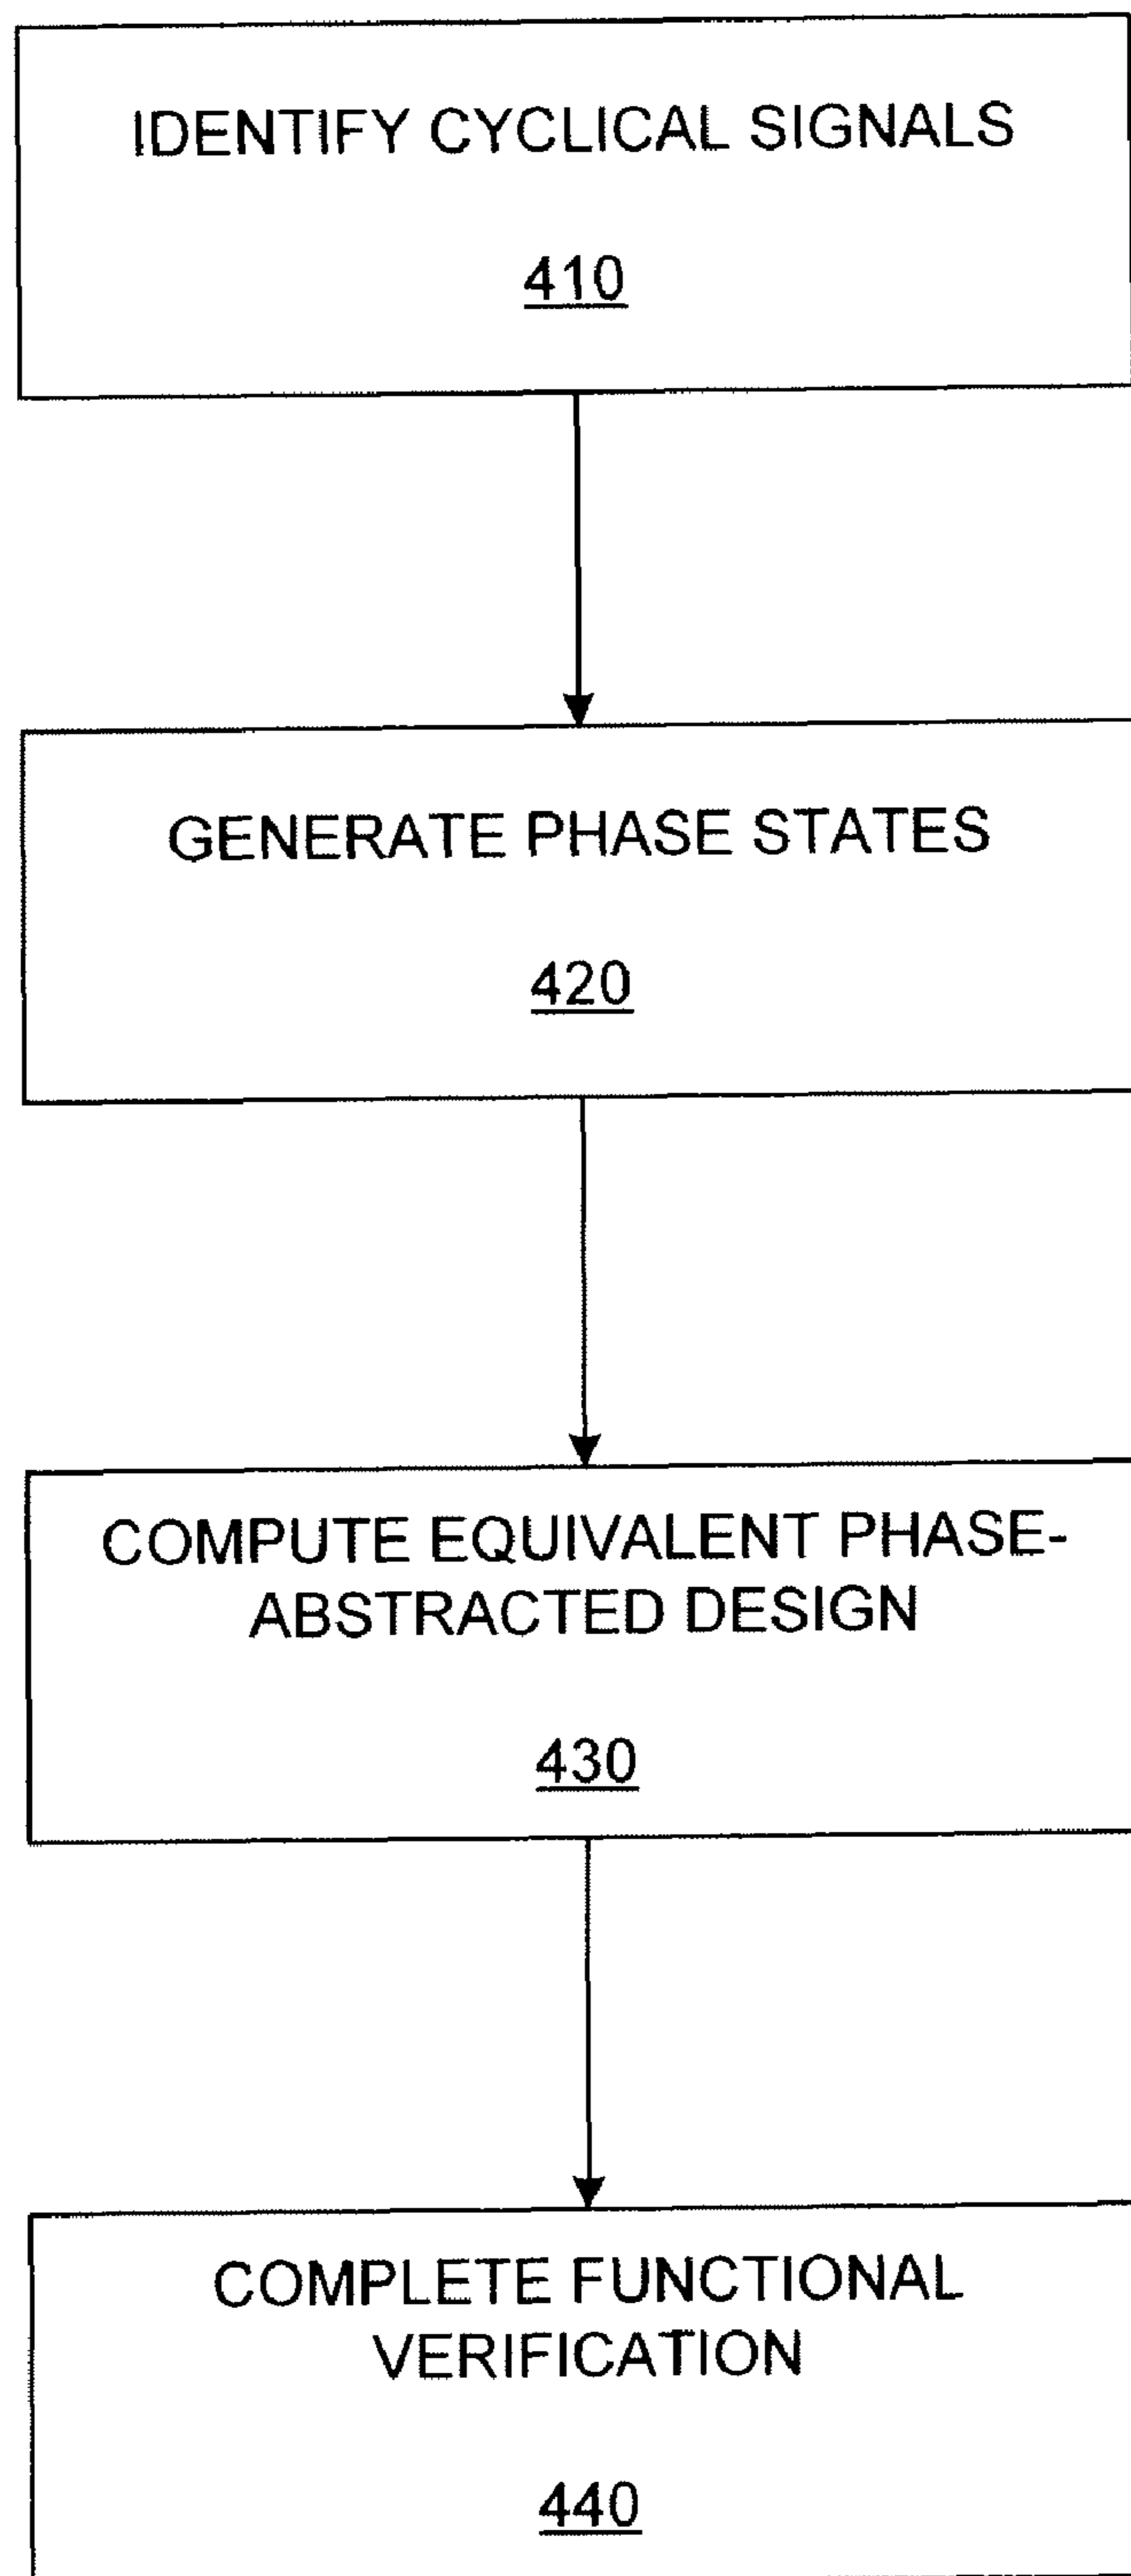 IDENTIFY CYCLICAL SIGNALS
410
GENERATE PHASE STATES
420
COMPUTE EQUIVALENT PHASE-
ABSTRACTED DESIGN
430
COMPLETE FUNCTIONAL
VERIFICATION
440